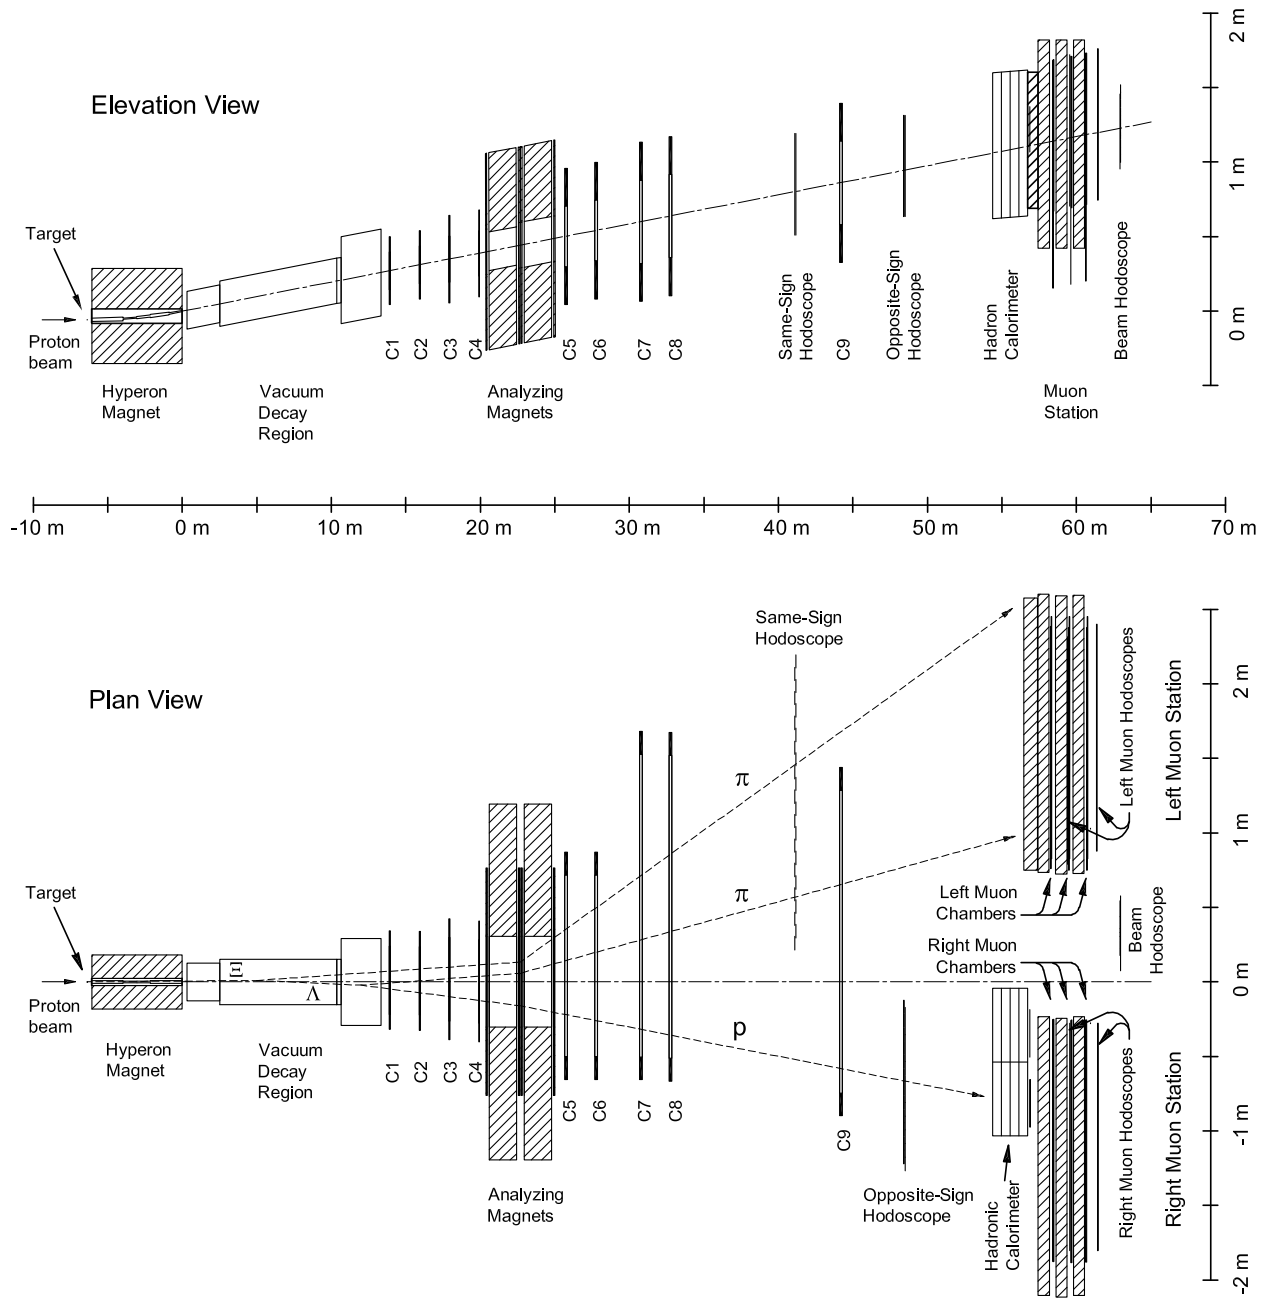 Elevation View
Target
Proton
beam
Hyperon
Magnet
Vacuum
Decay
Region
C1
C2
C3
C4
Analyzing
Magnets
C5
C6
C7
C8
Same-Sign
Hodoscope
C9
Opposite-Sign
Hodoscope
Hadron
Calorimeter
Muon
Station
Beam Hodoscope
2 m
1 m
0 m
-10 m
0 m
10 m
20 m
30 m
40 m
50 m
60 m
70 m
Plan View
Target
Proton
beam
Hyperon
Magnet
Vacuum
Decay
Region
Ξ
Λ
C1
C2
C3
C4
Analyzing
Magnets
C5
C6
C7
C8
π
π
p
Same-Sign
Hodoscope
C9
Opposite-Sign
Hodoscope
Hadronic
Calorimeter
Left Muon
Chambers
Right Muon
Chambers
Beam
Hodoscope
Left Muon Hodoscopes
Left Muon Station
Right Muon Hodoscopes
Right Muon Station
2 m
1 m
0 m
-1 m
-2 m